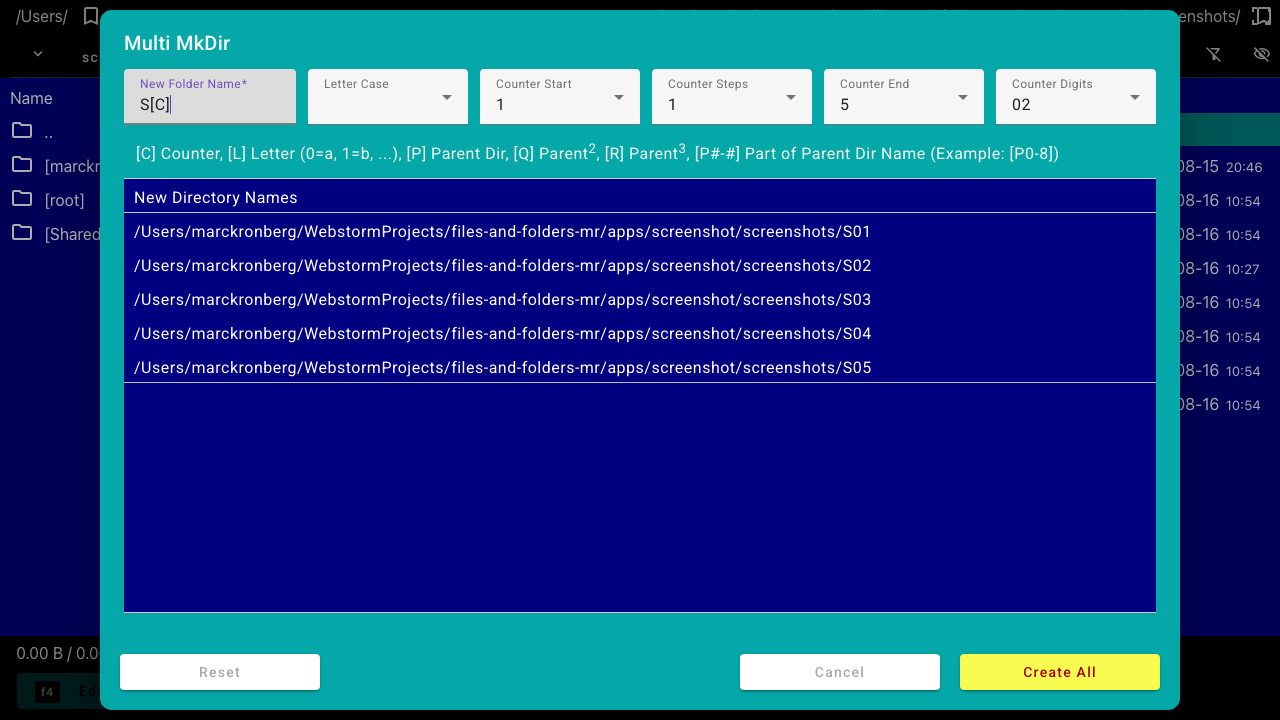 /Users/
enshots/
Multi MkDir
New Folder Name*
S[C]
Letter Case
Counter Start
1
Counter Steps
1
Counter End
5
Counter Digits
02
[C] Counter, [L] Letter (0=a, 1=b, ...), [P] Parent Dir, [Q] Parent², [R] Parent³, [P#-#] Part of Parent Dir Name (Example: [P0-8])
New Directory Names
/Users/marckronberg/WebstormProjects/files-and-folders-mr/apps/screenshot/screenshots/S01
/Users/marckronberg/WebstormProjects/files-and-folders-mr/apps/screenshot/screenshots/S02
/Users/marckronberg/WebstormProjects/files-and-folders-mr/apps/screenshot/screenshots/S03
/Users/marckronberg/WebstormProjects/files-and-folders-mr/apps/screenshot/screenshots/S04
/Users/marckronberg/WebstormProjects/files-and-folders-mr/apps/screenshot/screenshots/S05
Reset
Cancel
Create All
sc
Name
..
[marckr
[root]
[Shared
08-15 20:46
08-16 10:54
08-16 10:54
08-16 10:27
08-16 10:54
08-16 10:54
08-16 10:54
08-16 10:54
0.00 B / 0.0
f4 Ed